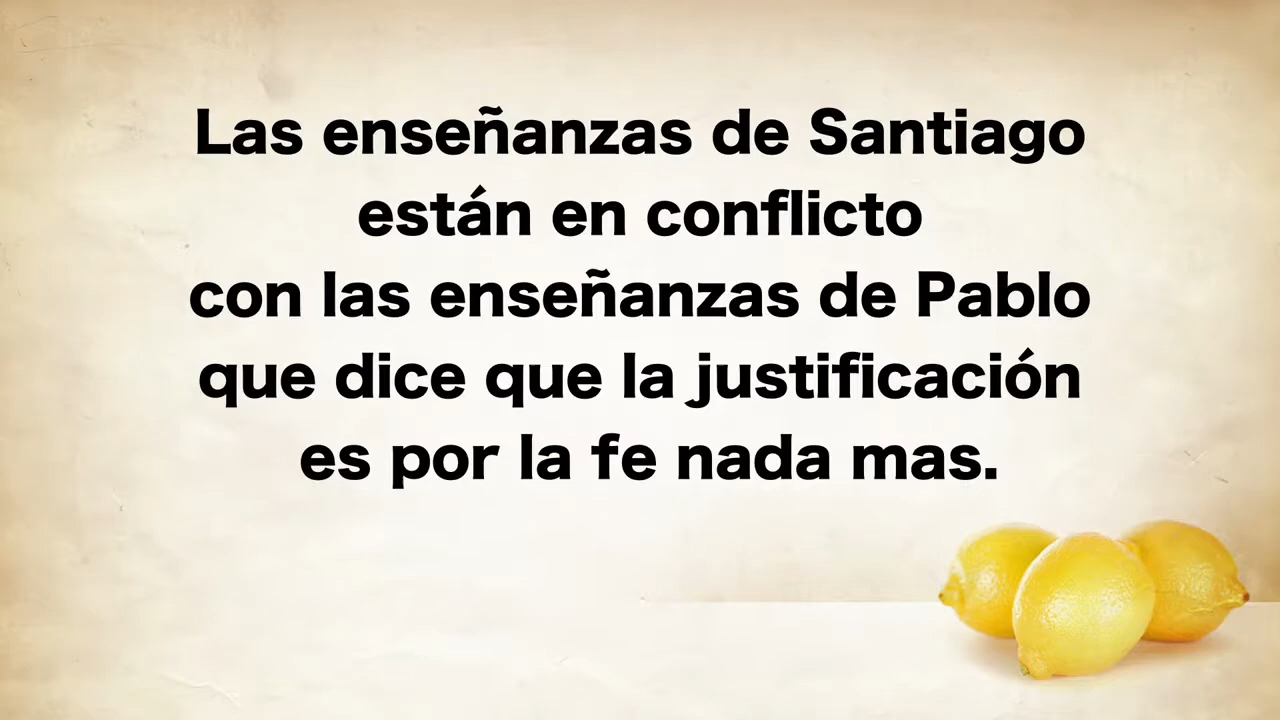 Las enseñanzas de Santiago
están en conflicto
con las enseñanzas de Pablo
que dice que la justificación
es por la fe nada mas.